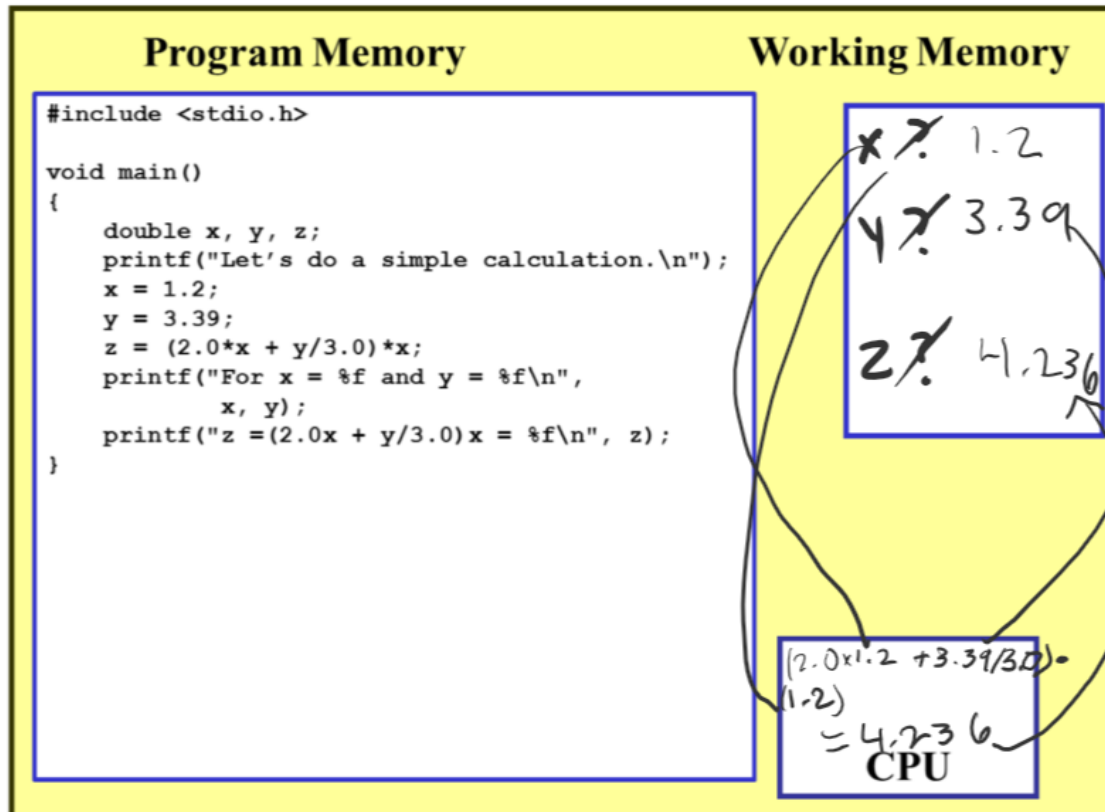 Program Memory
Working Memory
#include <stdio.h>
void main()
{
double x, y, z;
printf("Let's do a simple calculation.\n");
x = 1.2;
y = 3.39;
z = (2.0*x + y/3.0)*x;
printf("For x = %f and y = %f\n",
x, y);
printf("z =(2.0x + y/3.0)x = %f\n", z);
}
x ? 1.2
y ? 3.39
z ? 4.236
(2.0x1.2 + 3.39/3.0)•
(1.2)
= 4.236
CPU